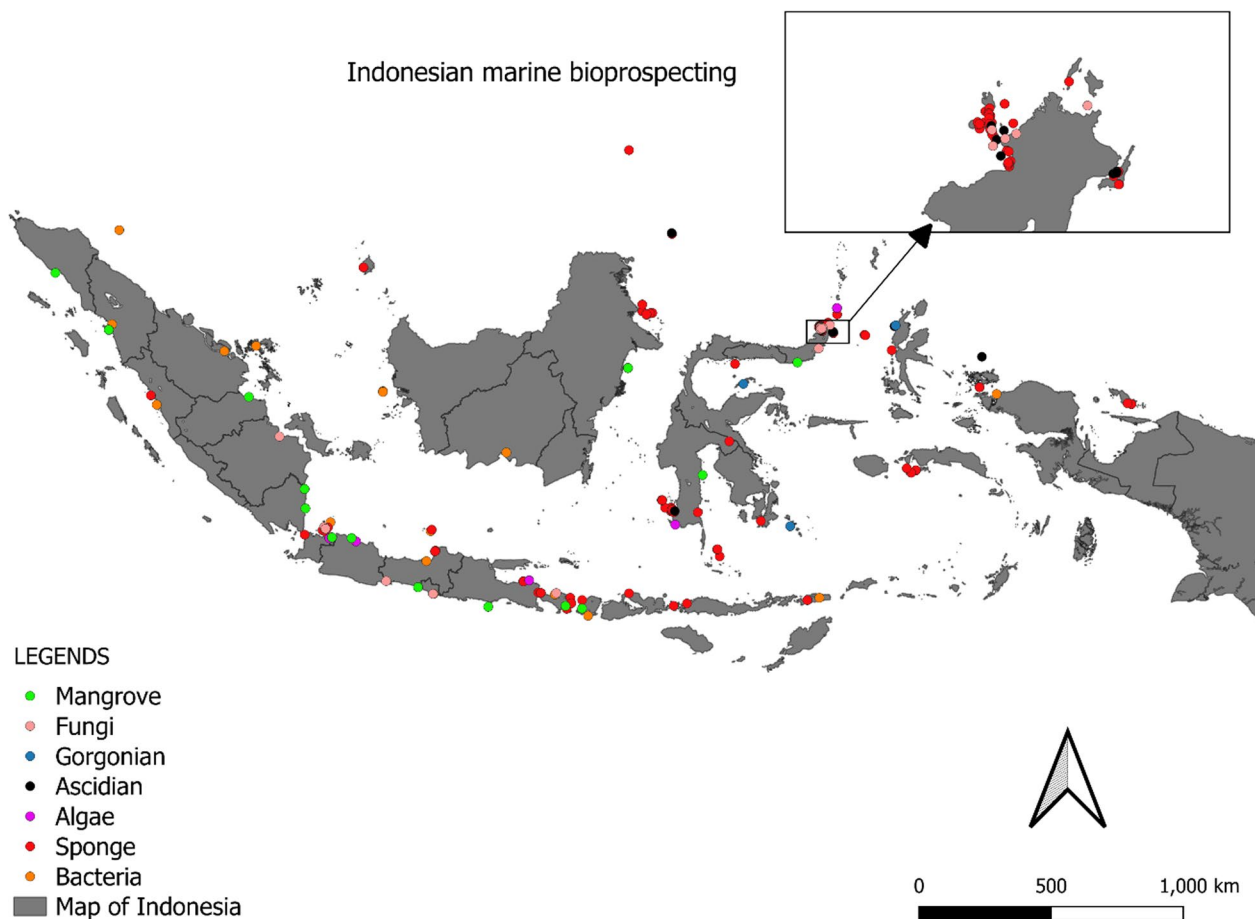 Indonesian marine bioprospecting
LEGENDS
Mangrove
Fungi
Gorgonian
Ascidian
Algae
Sponge
Bacteria
Map of Indonesia
0 500 1,000 km